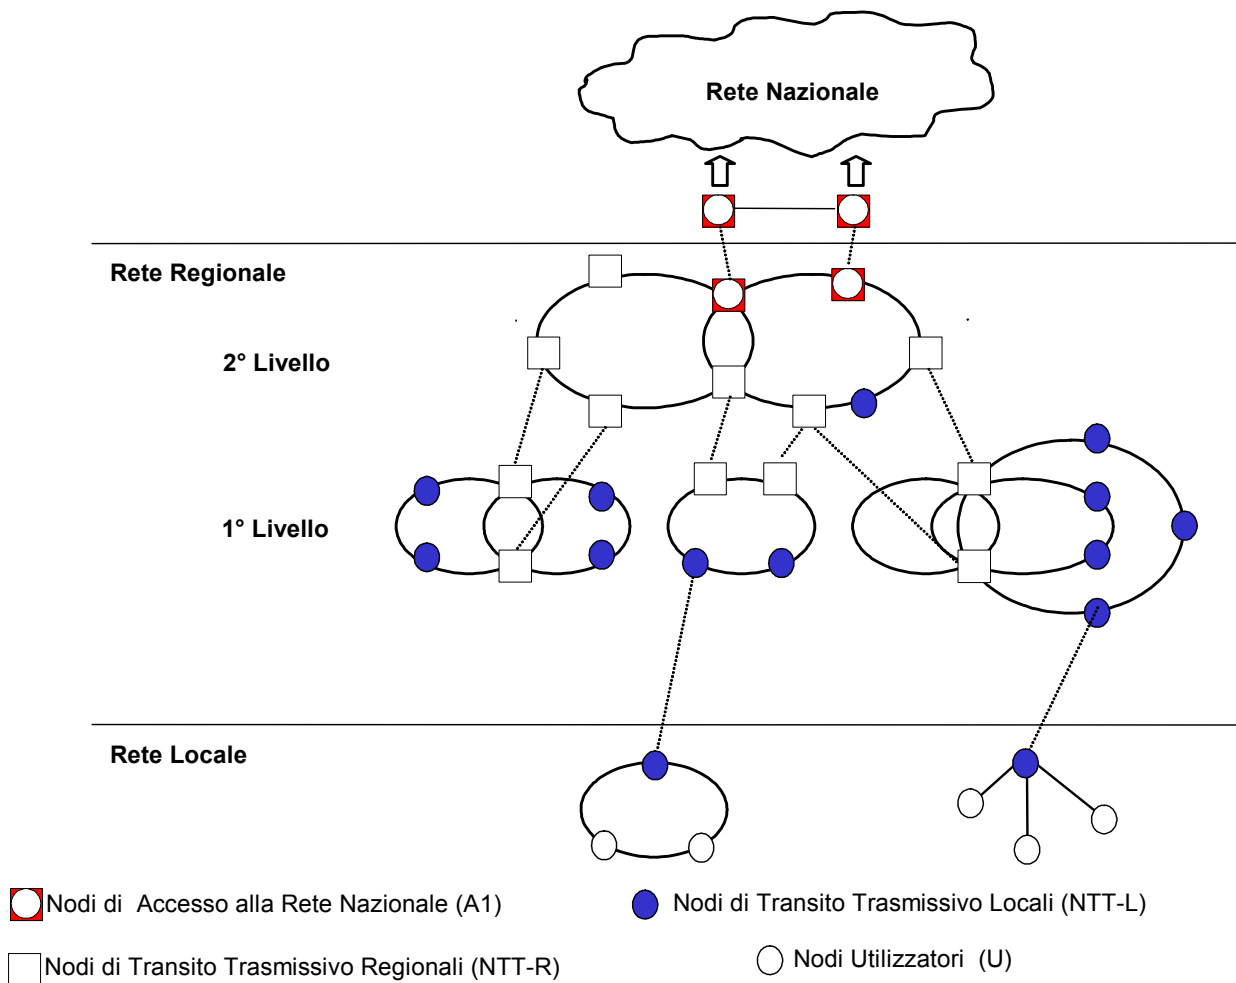 Rete Nazionale
Rete Regionale
2° Livello
1° Livello
Rete Locale
Nodi di Accesso alla Rete Nazionale (A1)
Nodi di Transito Trasmissivo Locali (NTT-L)
Nodi di Transito Trasmissivo Regionali (NTT-R)
Nodi Utilizzatori (U)